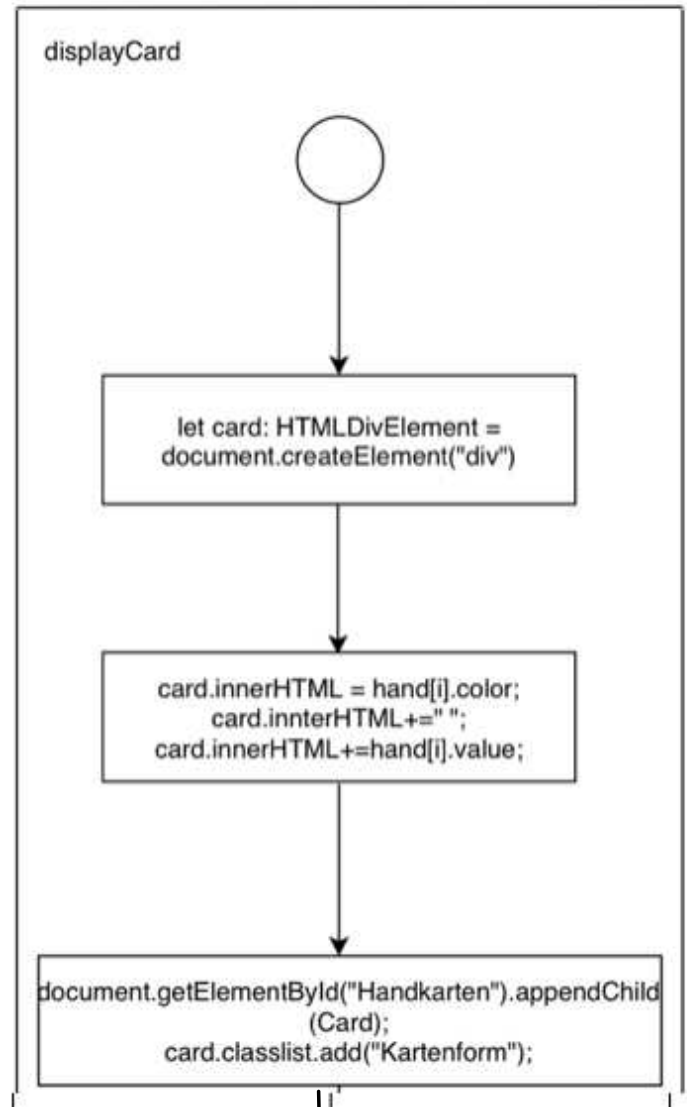 displayCard
let card: HTMLDivElement =
document.createElement("div")
card.innerHTML = hand[i].color;
card.innterHTML+=" ";
card.innerHTML+=hand[i].value;
document.getElementById("Handkarten").appendChild
(Card);
card.classlist.add("Kartenform");